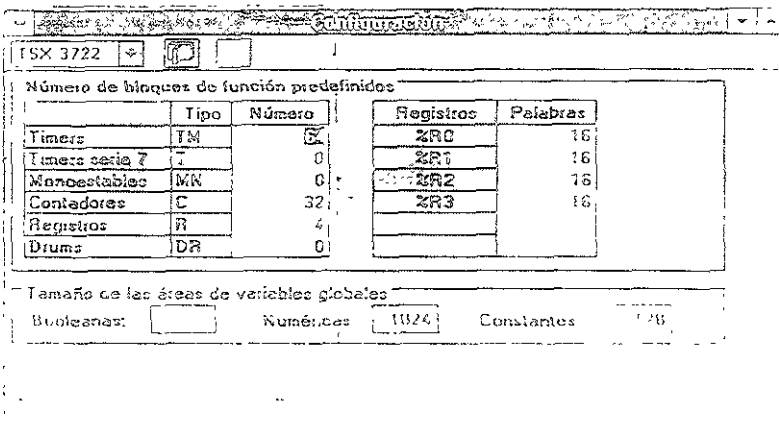 Configuración
TSX 3722
Número de bloques de función predefinidos
Tipo Número
Timers TM
Timers serie 7 T 0
Monoestables MN 0
Contadores C 32
Registros R 4
Drums DR 0
Registros Palabras
%R0 16
%R1 16
%R2 16
%R3 16
Tamaño de las áreas de variables globales
Booleanas: Numéricas 1024 Constantes